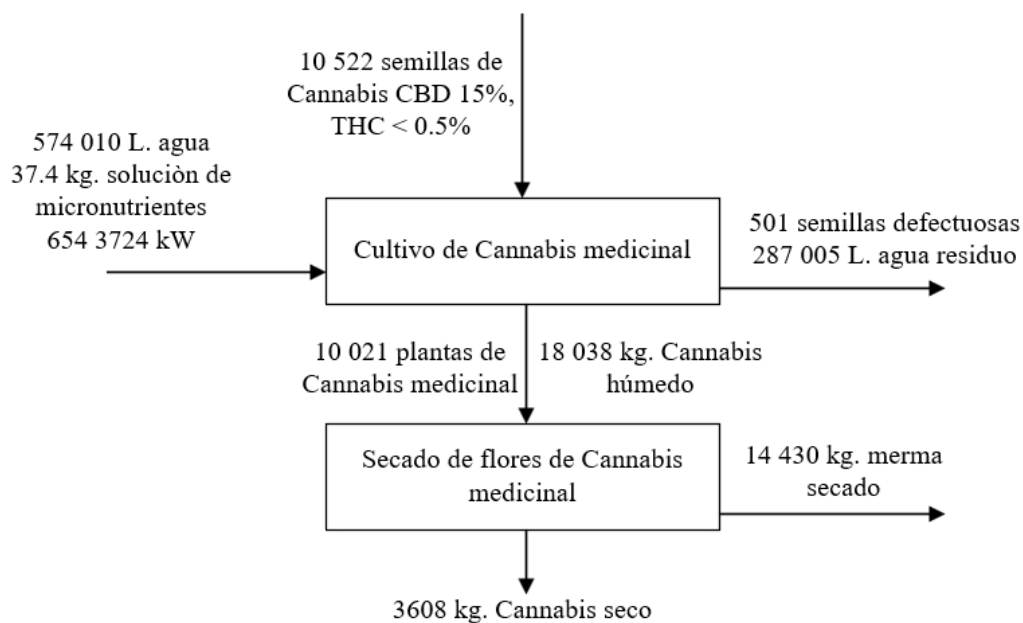 10 522 semillas de
Cannabis CBD 15%,
THC < 0.5%
574 010 L. agua
37.4 kg. soluciòn de
micronutrientes
654 3724 kW
Cultivo de Cannabis medicinal
501 semillas defectuosas
287 005 L. agua residuo
10 021 plantas de
Cannabis medicinal
18 038 kg. Cannabis
húmedo
Secado de flores de Cannabis
medicinal
14 430 kg. merma
secado
3608 kg. Cannabis seco